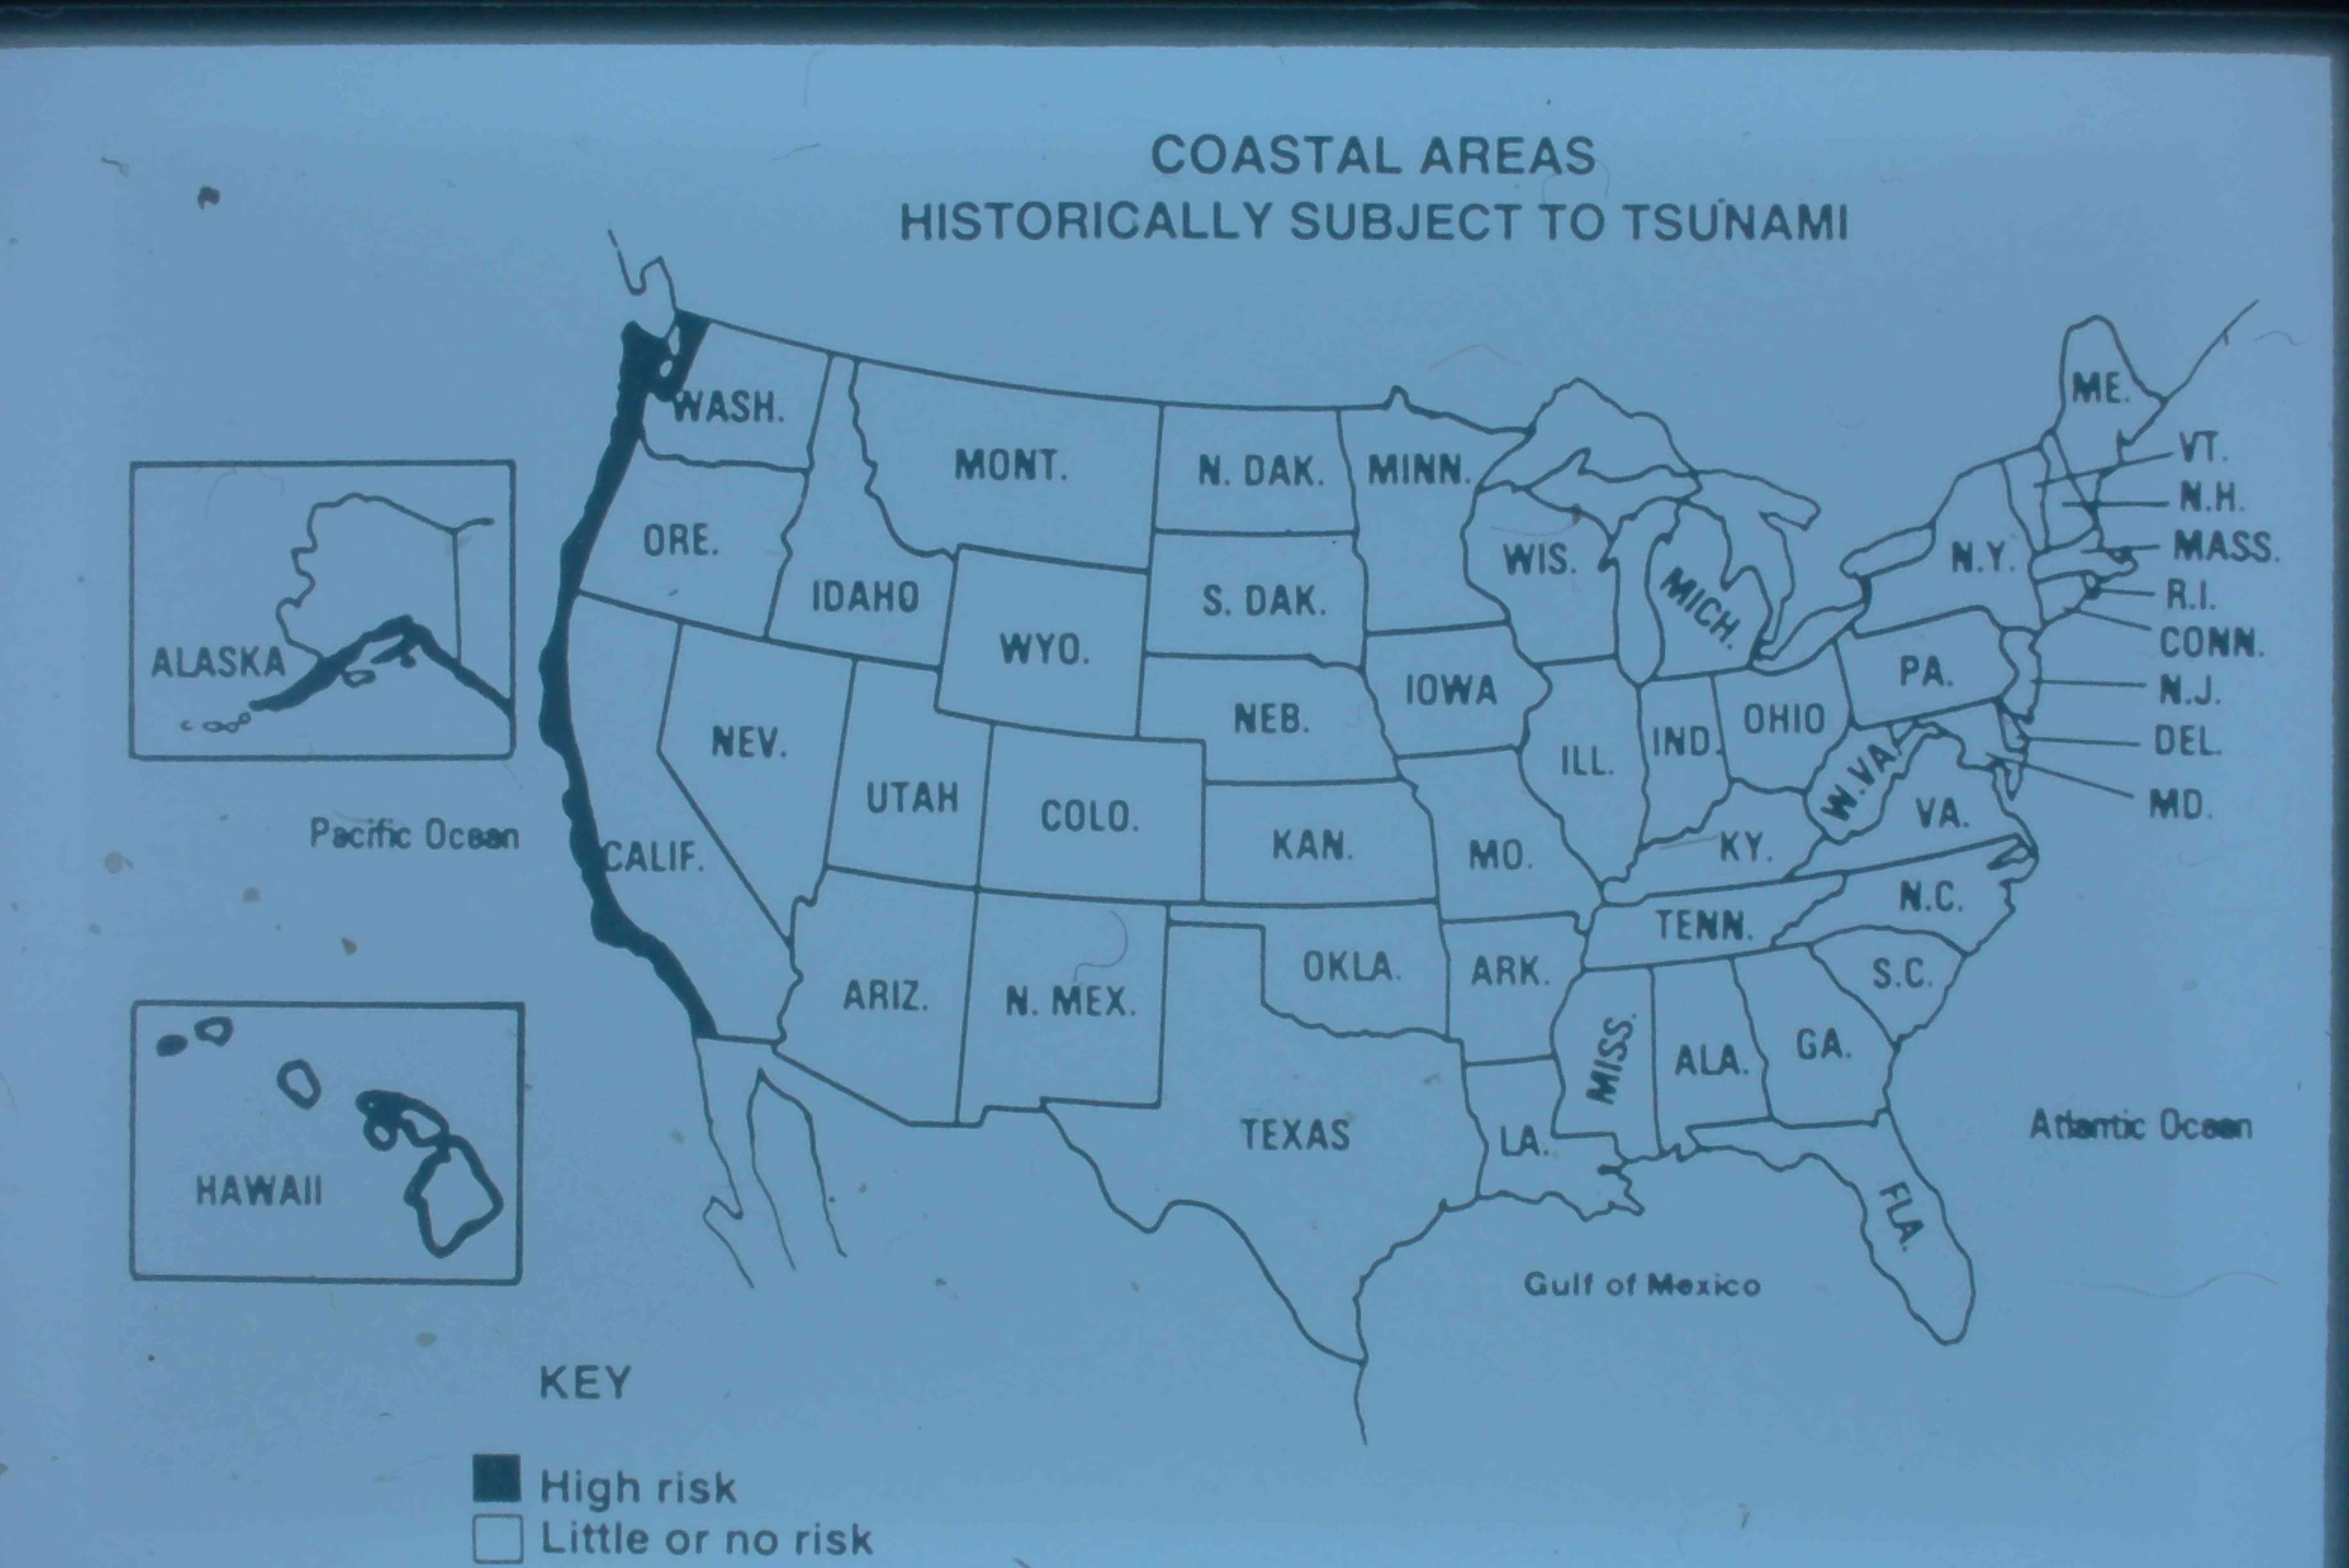 COASTAL AREAS
HISTORICALLY SUBJECT TO TSUNAMI
WASH.
MONT.
N. DAK.
MINN.
ME.
VT.
N.H.
MASS.
R.I.
CONN.
N.J.
DEL.
MD.
ORE.
IDAHO
WYO.
S. DAK.
WIS.
MICH.
N.Y.
ALASKA
NEV.
UTAH
COLO.
NEB.
IOWA
ILL.
IND.
OHIO
PA.
W.VA.
VA.
Pacific Ocean
CALIF.
KAN.
MO.
KY.
TENN.
N.C.
ARIZ.
N. MEX.
OKLA.
ARK.
S.C.
MISS.
ALA.
GA.
HAWAII
TEXAS
LA.
FLA.
Atlantic Ocean
Gulf of Mexico
KEY
High risk
Little or no risk